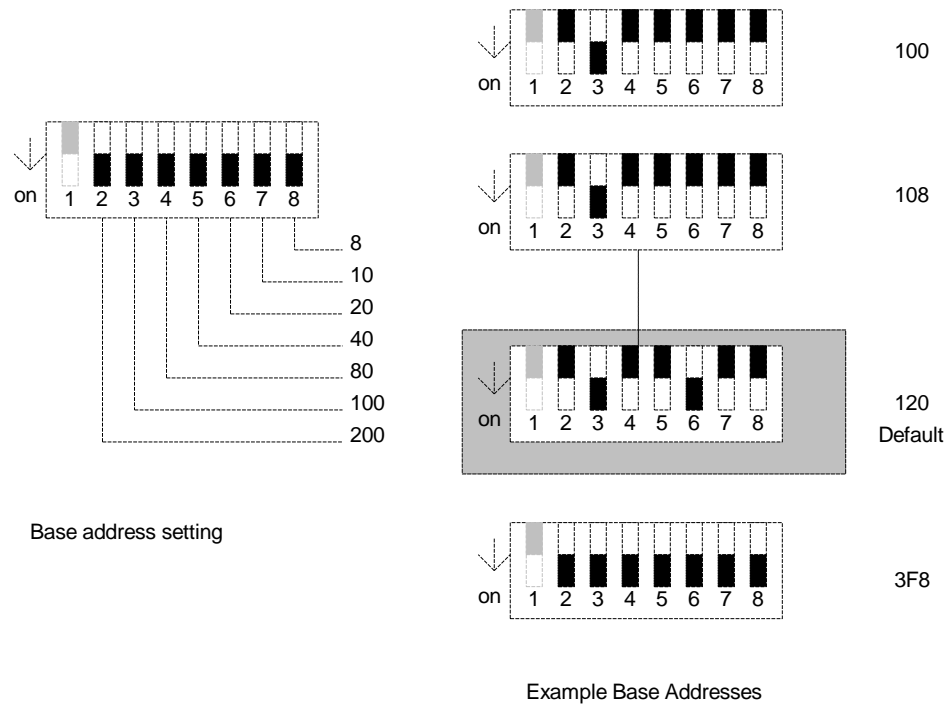 on 1 2 3 4 5 6 7 8
8
10
20
40
80
100
200
Base address setting
on 1 2 3 4 5 6 7 8
100
on 1 2 3 4 5 6 7 8
108
on 1 2 3 4 5 6 7 8
120
Default
on 1 2 3 4 5 6 7 8
3F8
Example Base Addresses